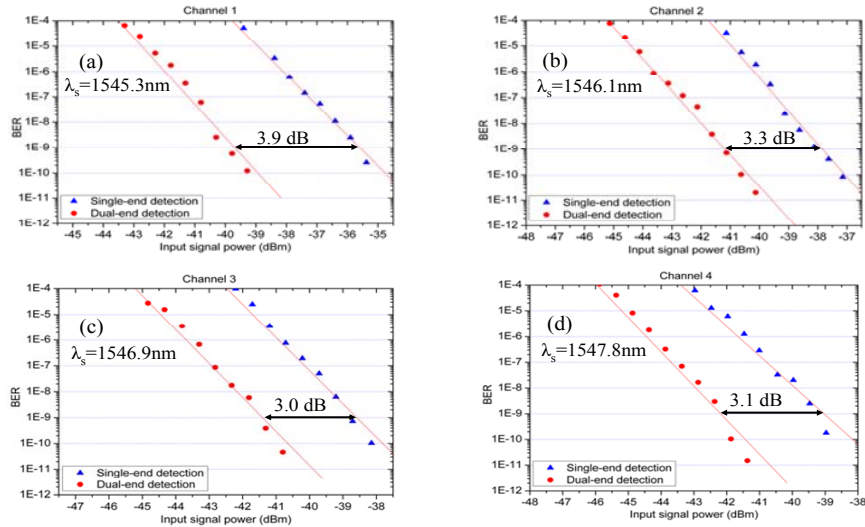 Channel 1
1E-4
1E-5
1E-6
1E-7
1E-8
1E-9
1E-10
1E-11
1E-12
BER
(a)
λs=1545.3nm
3.9 dB
Single-end detection
Dual-end detection
-45 -44 -43 -42 -41 -40 -39 -38 -37 -36 -35
Input signal power (dBm)
Channel 2
1E-4
1E-5
1E-6
1E-7
1E-8
1E-9
1E-10
1E-11
1E-12
BER
(b)
λs=1546.1nm
3.3 dB
Single-end detection
Dual-end detection
-46 -45 -44 -43 -42 -41 -40 -39 -38 -37
Input signal power (dBm)
Channel 3
1E-4
1E-5
1E-6
1E-7
1E-8
1E-9
1E-10
1E-11
1E-12
BER
(c)
λs=1546.9nm
3.0 dB
Single-end detection
Dual-end detection
-47 -46 -45 -44 -43 -42 -41 -40 -39 -38
Input signal power (dBm)
Channel 4
1E-4
1E-5
1E-6
1E-7
1E-8
1E-9
1E-10
1E-11
1E-12
BER
(d)
λs=1547.8nm
3.1 dB
Single-end detection
Dual-end detection
-48 -47 -46 -45 -44 -43 -42 -41 -40 -39 -38
Input signal power (dBm)